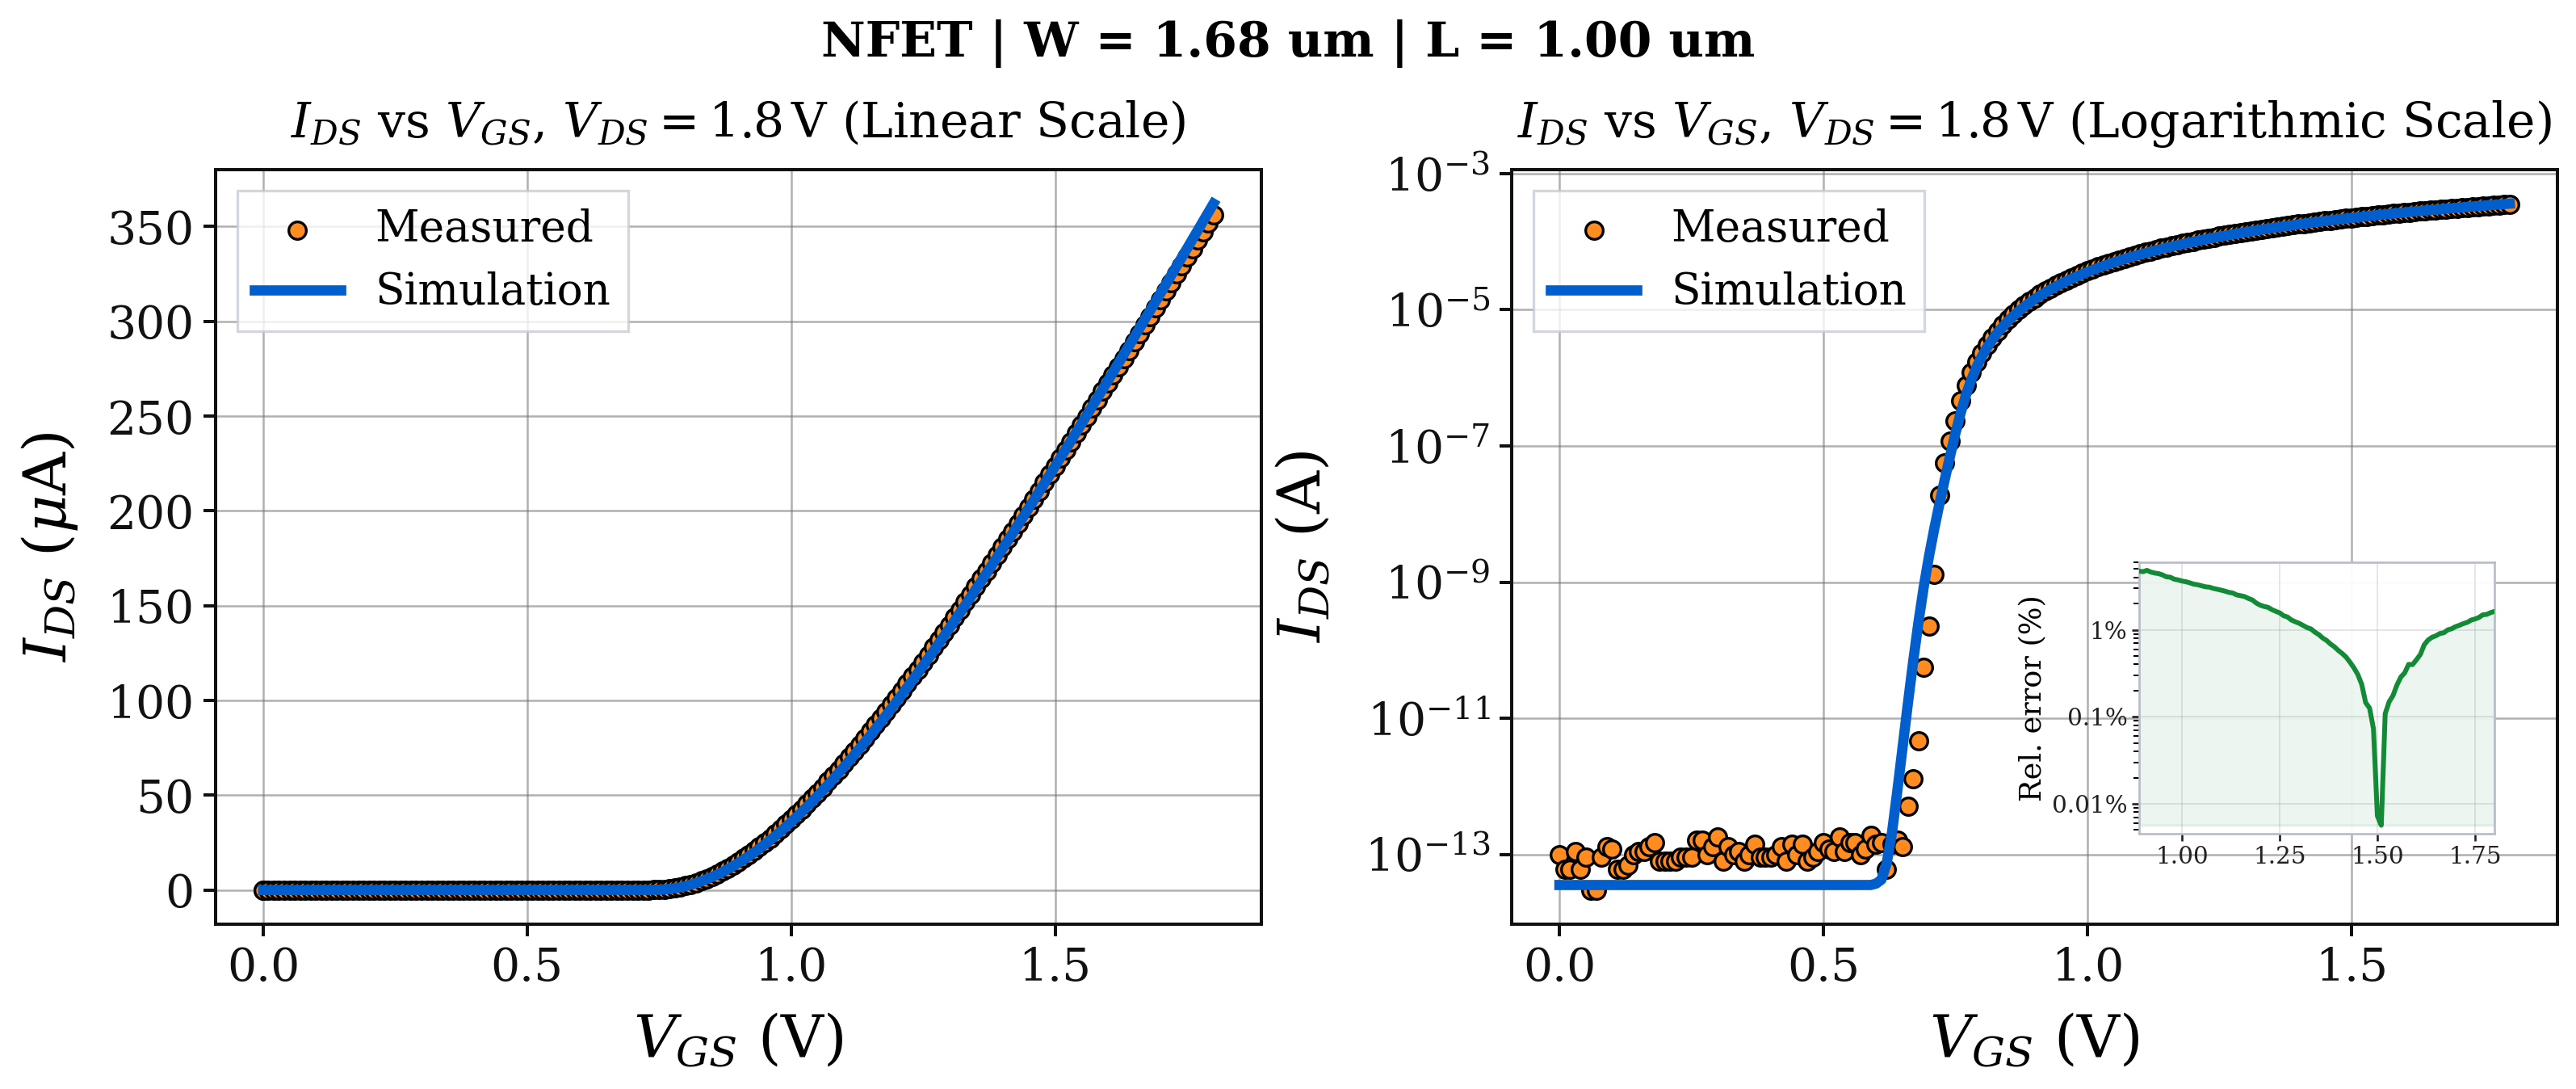 NFET | W = 1.68 um | L = 1.00 um
I_DS vs V_GS, V_DS = 1.8 V (Linear Scale)
Measured
Simulation
350
300
250
200
150
100
50
0
0.0 0.5 1.0 1.5
I_DS (μA)
V_GS (V)
I_DS vs V_GS, V_DS = 1.8 V (Logarithmic Scale)
Measured
Simulation
10⁻³
10⁻⁵
10⁻⁷
10⁻⁹
10⁻¹¹
10⁻¹³
0.0 0.5 1.0 1.5
I_DS (A)
V_GS (V)
Rel. error (%)
1%
0.1%
0.01%
1.00 1.25 1.50 1.75